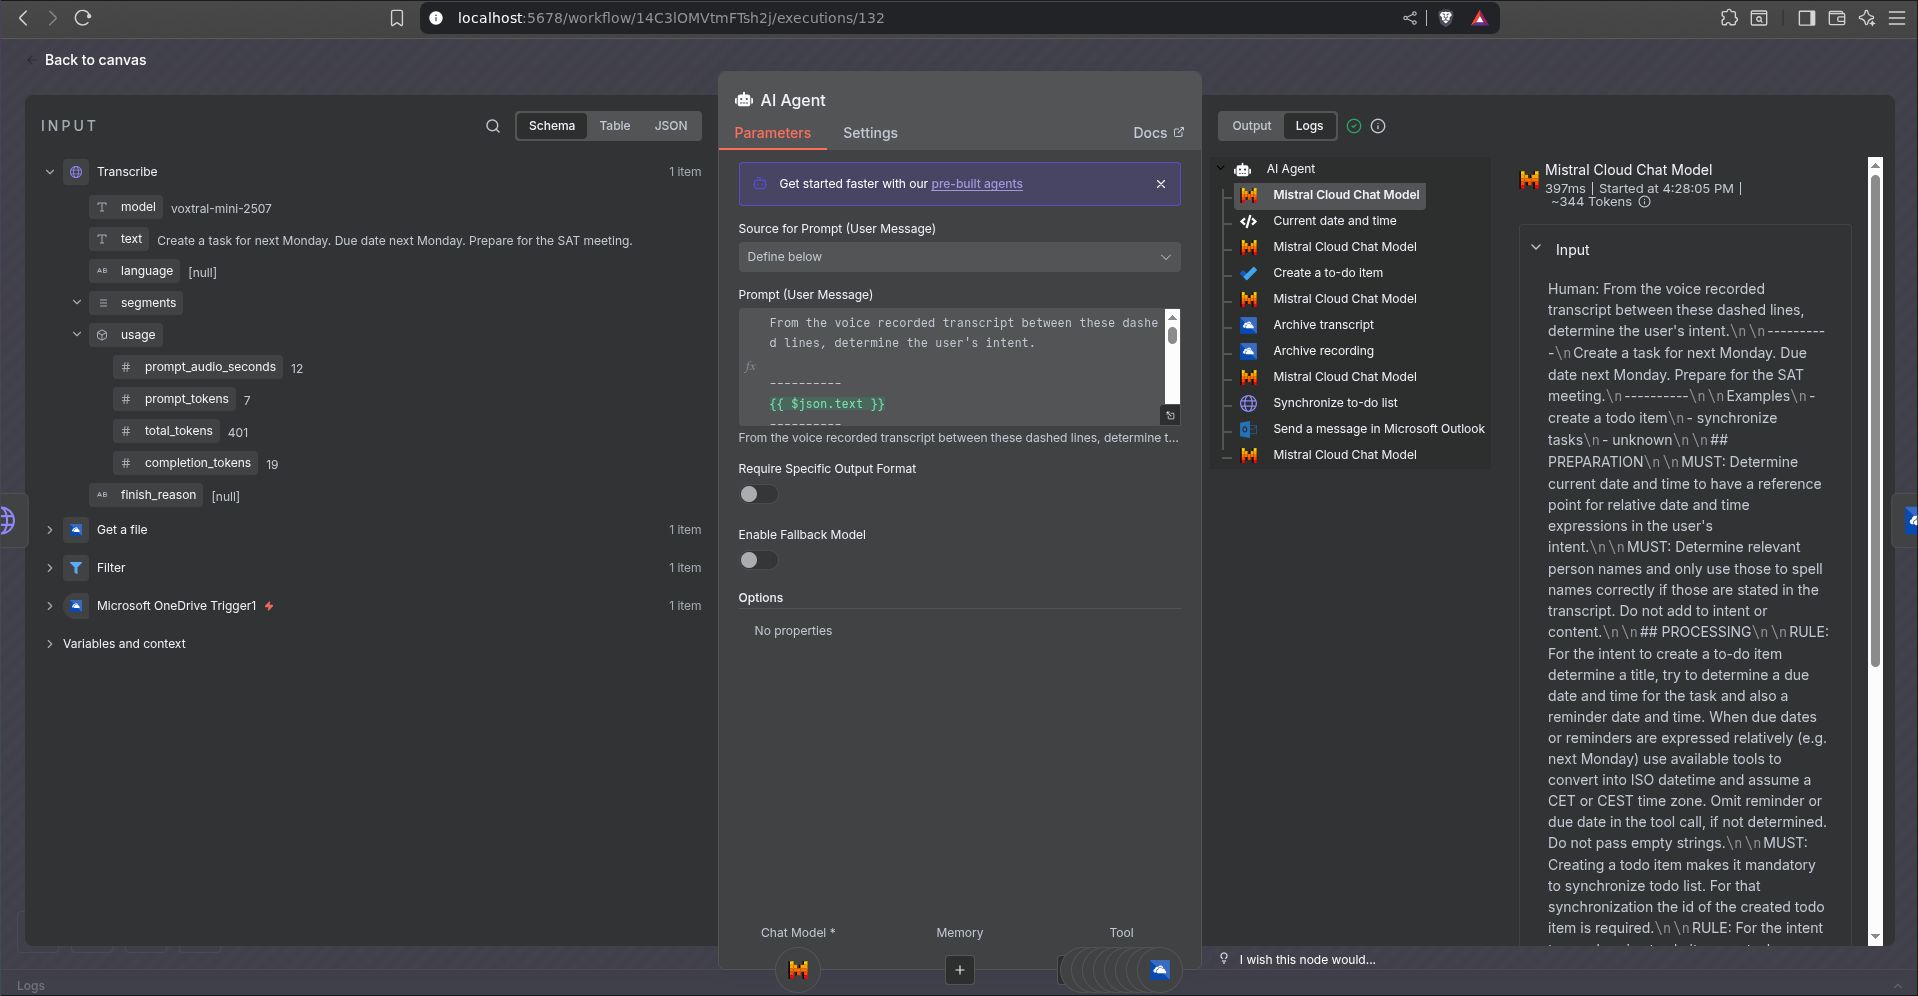 localhost:5678/workflow/14C3lOMVtmFTsh2j/executions/132
Back to canvas
INPUT
Schema
Table
JSON
Transcribe
1 item
model
voxtral-mini-2507
text
Create a task for next Monday. Due date next Monday. Prepare for the SAT meeting.
language
[null]
segments
usage
prompt_audio_seconds
12
prompt_tokens
7
total_tokens
401
completion_tokens
19
finish_reason
[null]
Get a file
1 item
Filter
1 item
Microsoft OneDrive Trigger1
1 item
Variables and context
Logs
AI Agent
Parameters
Settings
Docs
Get started faster with our pre-built agents
Source for Prompt (User Message)
Define below
Prompt (User Message)
From the voice recorded transcript between these dashe
d lines, determine the user's intent.
fx
----------
{{ $json.text }}
----------
From the voice recorded transcript between these dashed lines, determine t...
Require Specific Output Format
Enable Fallback Model
Options
No properties
Chat Model *
Memory
Tool
Output
Logs
AI Agent
Mistral Cloud Chat Model
Current date and time
Mistral Cloud Chat Model
Create a to-do item
Mistral Cloud Chat Model
Archive transcript
Archive recording
Mistral Cloud Chat Model
Synchronize to-do list
Send a message in Microsoft Outlook
Mistral Cloud Chat Model
Mistral Cloud Chat Model
397ms | Started at 4:28:05 PM |
~344 Tokens
Input
Human: From the voice recorded
transcript between these dashed lines,
determine the user's intent.\n\n---------
-\nCreate a task for next Monday. Due
date next Monday. Prepare for the SAT
meeting.\n----------\n\nExamples\n-
create a todo item\n- synchronize
tasks\n- unknown\n\n##
PREPARATION\n\nMUST: Determine
current date and time to have a reference
point for relative date and time
expressions in the user's
intent.\n\nMUST: Determine relevant
person names and only use those to spell
names correctly if those are stated in the
transcript. Do not add to intent or
content.\n\n## PROCESSING\n\nRULE:
For the intent to create a to-do item
determine a title, try to determine a due
date and time for the task and also a
reminder date and time. When due dates
or reminders are expressed relatively (e.g.
next Monday) use available tools to
convert into ISO datetime and assume a
CET or CEST time zone. Omit reminder or
due date in the tool call, if not determined.
Do not pass empty strings.\n\nMUST:
Creating a todo item makes it mandatory
to synchronize todo list. For that
synchronization the id of the created todo
item is required.\n\nRULE: For the intent
I wish this node would...